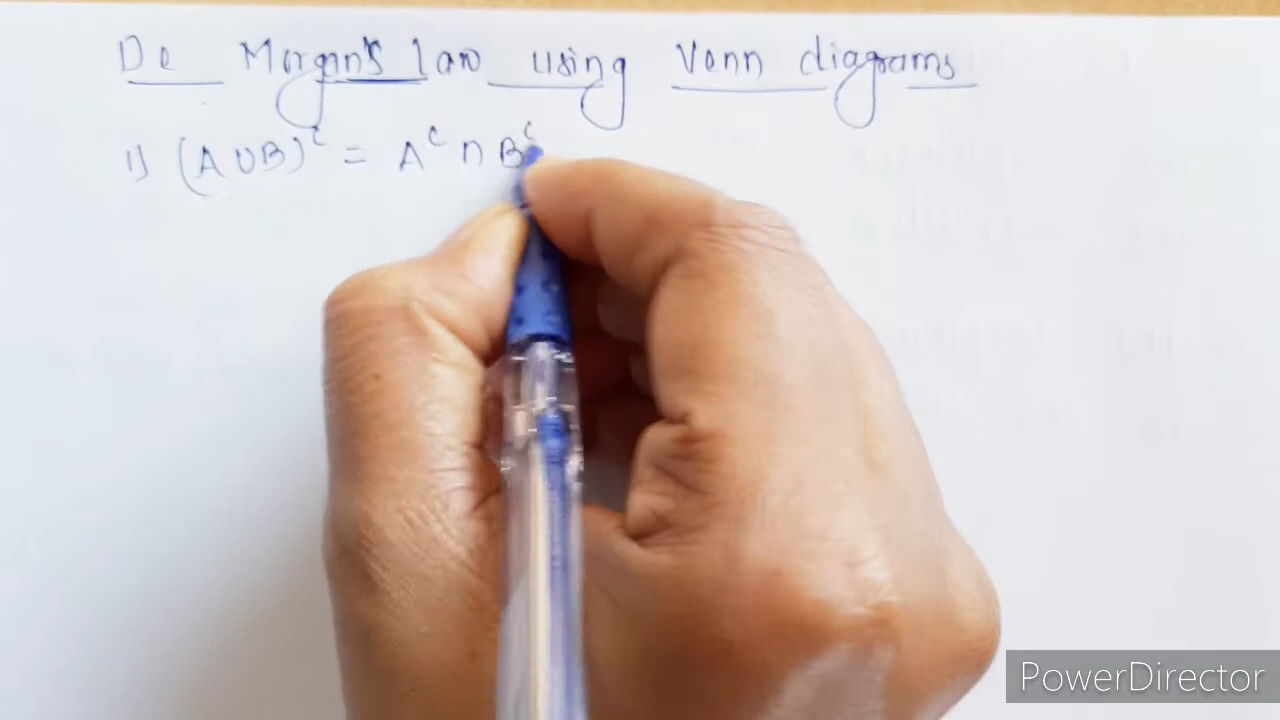 De Morgan's law using Venn diagrams
1) (A∪B)ᶜ = Aᶜ ∩ Bᶜ
PowerDirector